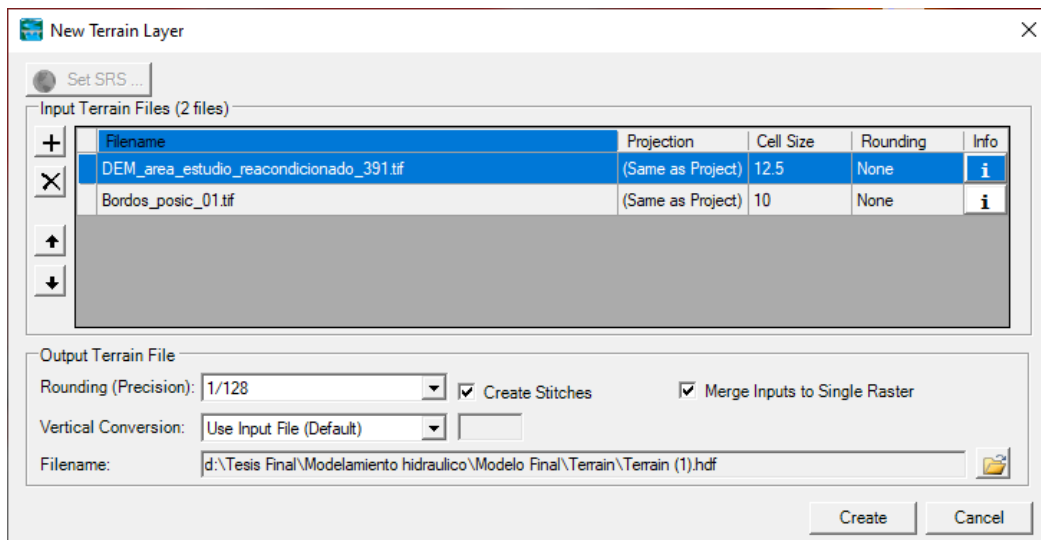 New Terrain Layer
Set SRS ...
Input Terrain Files (2 files)
Filename Projection Cell Size Rounding Info
DEM_area_estudio_reacondicionado_391.tif (Same as Project) 12.5 None i
Bordos_posic_01.tif (Same as Project) 10 None i
Output Terrain File
Rounding (Precision): 1/128 Create Stitches Merge Inputs to Single Raster
Vertical Conversion: Use Input File (Default)
Filename: d:\Tesis Final\Modelamiento hidraulico\Modelo Final\Terrain\Terrain (1).hdf
Create Cancel